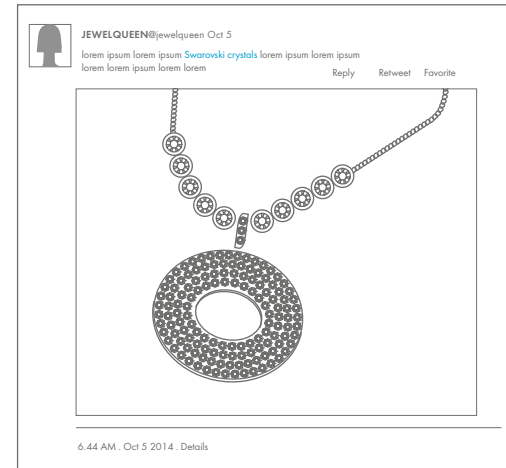 JEWELQUEEN@jewelqueen Oct 5
lorem ipsum lorem ipsum Swarovski crystals lorem ipsum lorem ipsum
lorem lorem ipsum lorem lorem
Reply Retweet Favorite
6.44 AM . Oct 5 2014 . Details